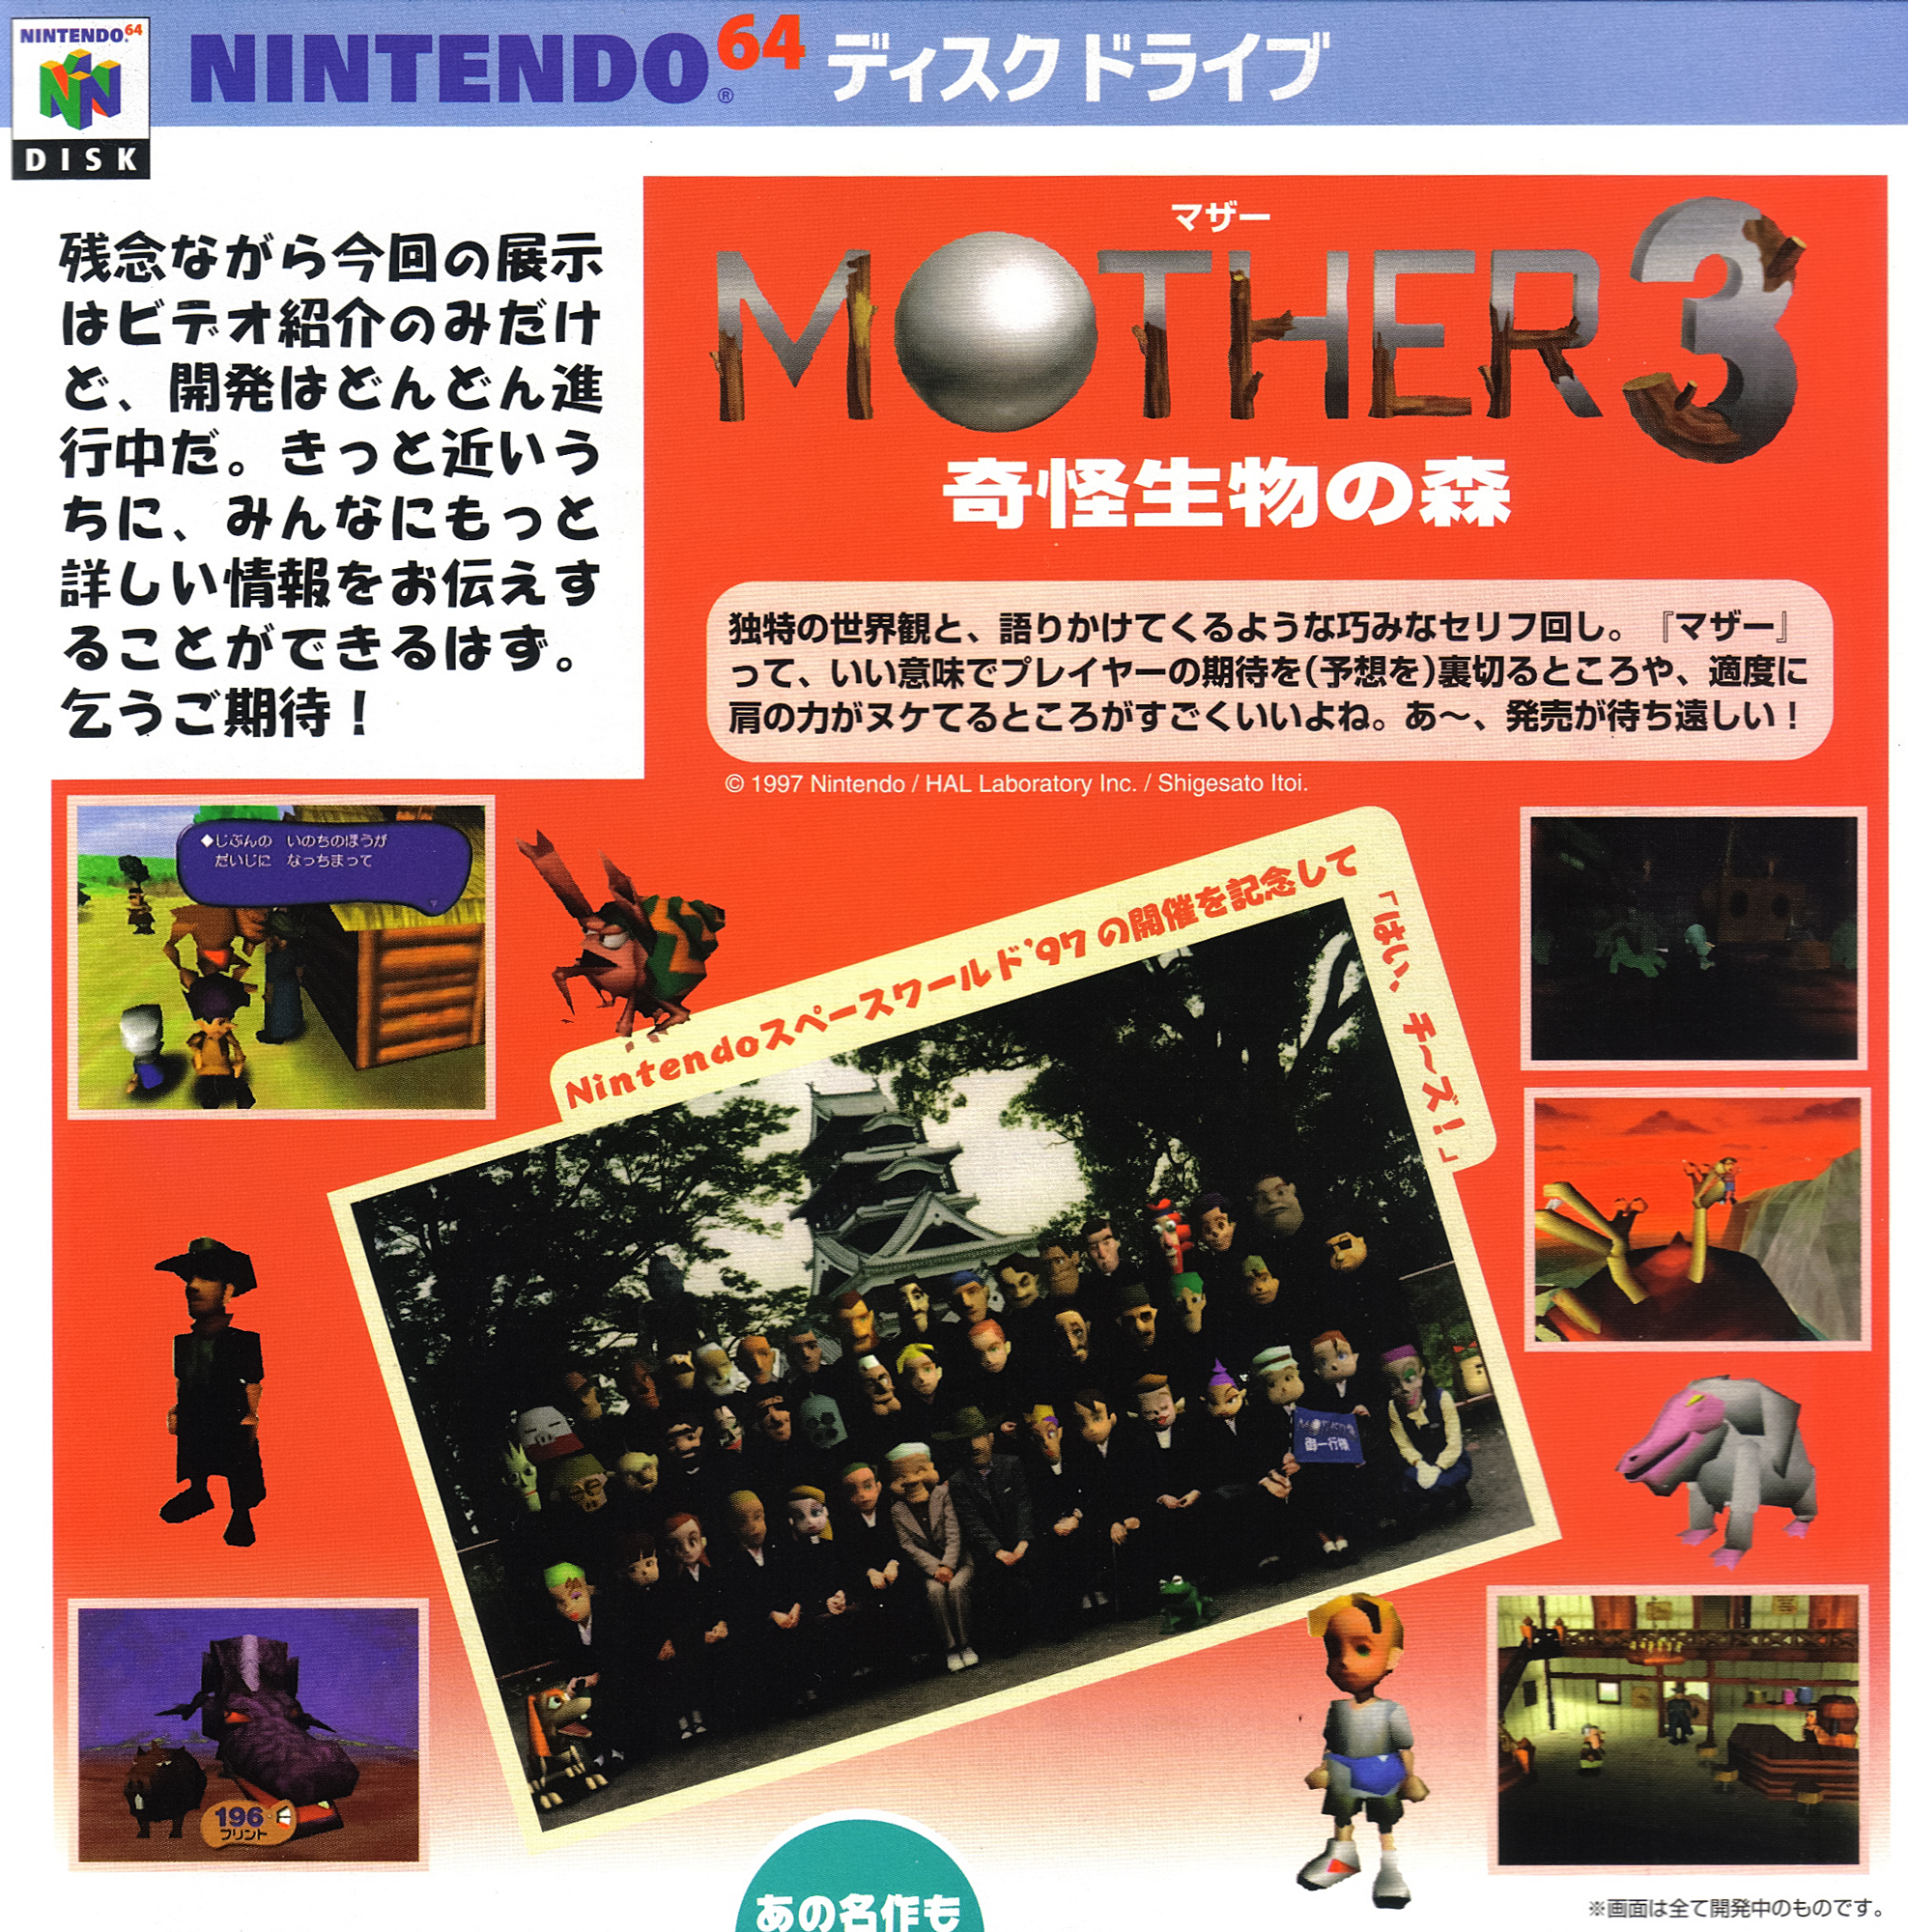 NINTENDO64
DISK
NINTENDO64® ディスクドライブ
残念ながら今回の展示
はビデオ紹介のみだけ
ど、開発はどんどん進
行中だ。きっと近いう
ちに、みんなにもっと
詳しい情報をお伝えす
ることができるはず。
乞うご期待！
マザー
MOTHER3
奇怪生物の森
独特の世界観と、語りかけてくるような巧みなセリフ回し。『マザー』
って、いい意味でプレイヤーの期待を(予想を)裏切るところや、適度に
肩の力がヌケてるところがすごくいいよね。あ〜、発売が待ち遠しい！
© 1997 Nintendo / HAL Laboratory Inc. / Shigesato Itoi.
◆じぶんの　いのちのほうが
だいじに　なっちまって
Nintendoスペースワールド'97の開催を記念して
「はい、チーズ！」
MOTHER3
御一行様
196
プリント
あの名作も
※画面は全て開発中のものです。